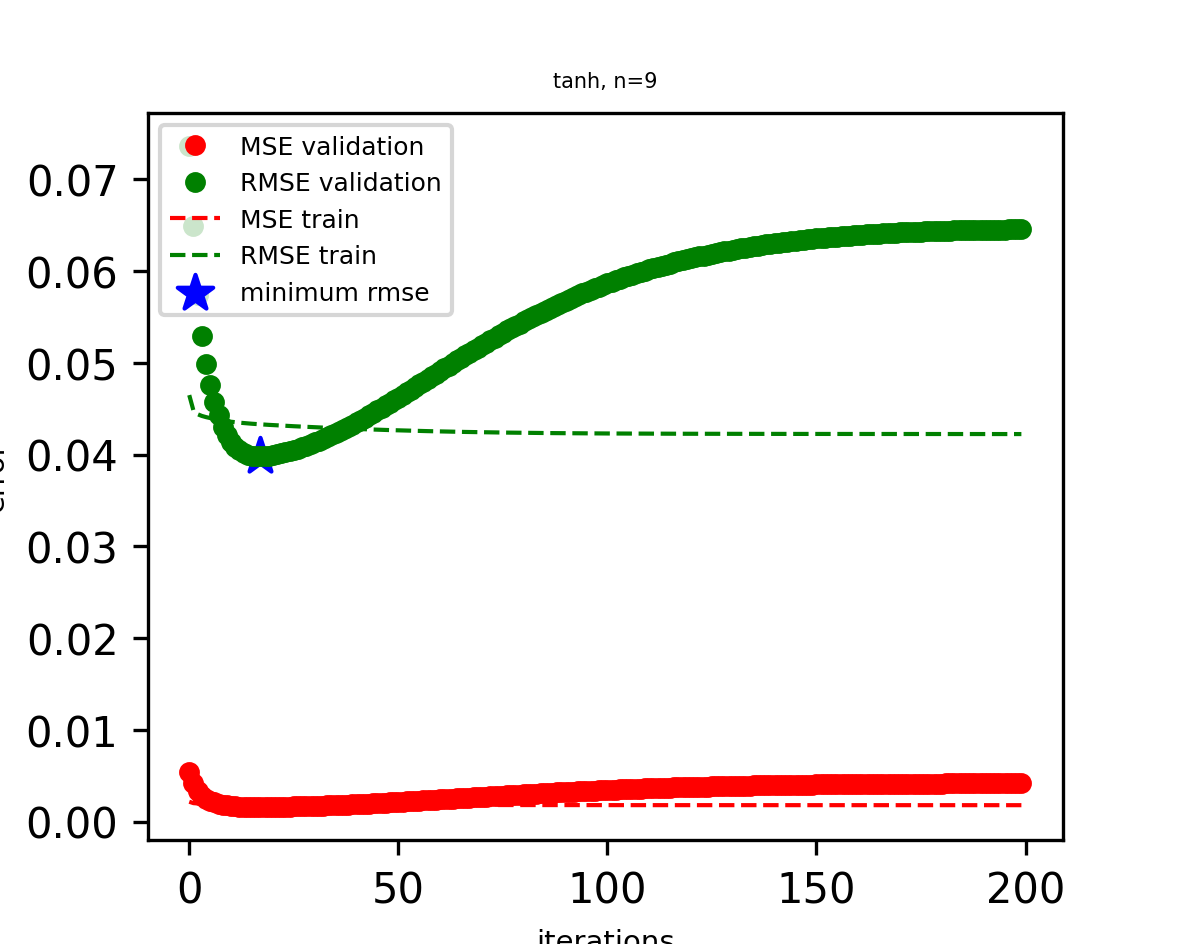 tanh, n=9
MSE validation
RMSE validation
MSE train
RMSE train
minimum rmse
0.07
0.06
0.05
0.04
0.03
0.02
0.01
0.00
0 50 100 150 200
iterations